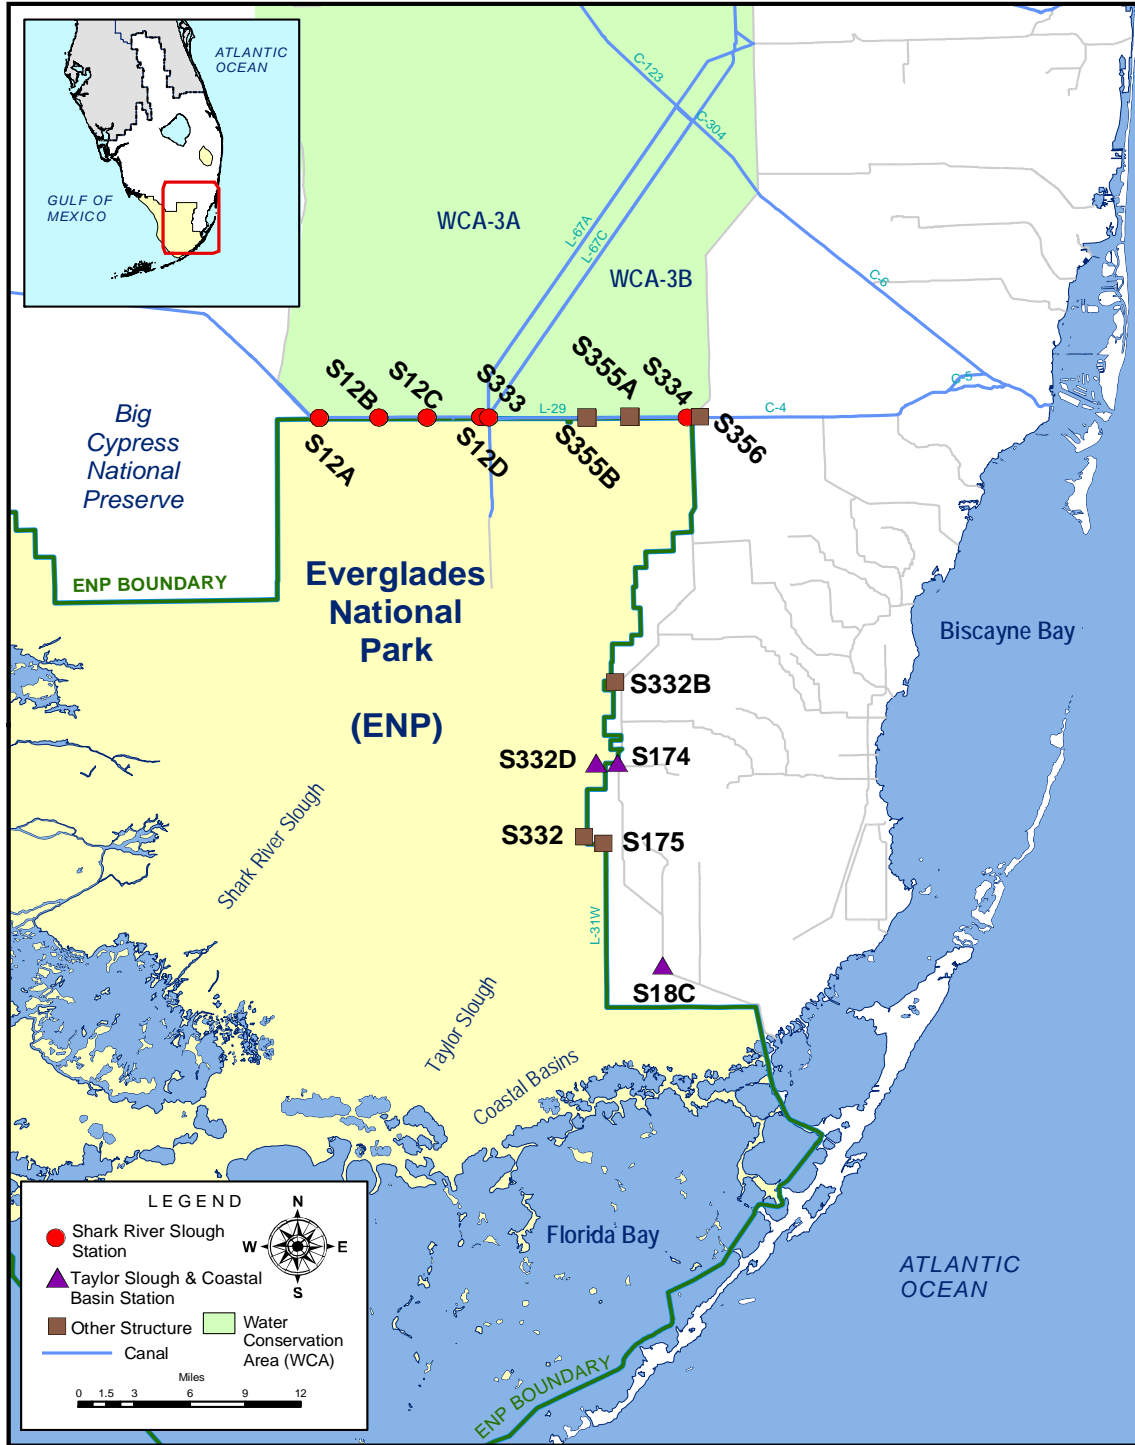 ATLANTIC
OCEAN
GULF OF
MEXICO
C-123
C-304
WCA-3A
L-67A
L-67C
WCA-3B
C-6
C-5
S12B
S12C
S333
S355A
S334
L-29
C-4
S12A
S12D
S355B
S356
Big
Cypress
National
Preserve
ENP BOUNDARY
Everglades
National
Park
(ENP)
Biscayne Bay
S332B
S332D
S174
S332
S175
Shark River Slough
L-31W
S18C
Taylor Slough
Coastal Basins
Florida Bay
ATLANTIC
OCEAN
ENP BOUNDARY
LEGEND
Shark River Slough
Station
Taylor Slough & Coastal
Basin Station
Other Structure
Water
Conservation
Area (WCA)
Canal
N
W
E
S
Miles
0 1.5 3 6 9 12